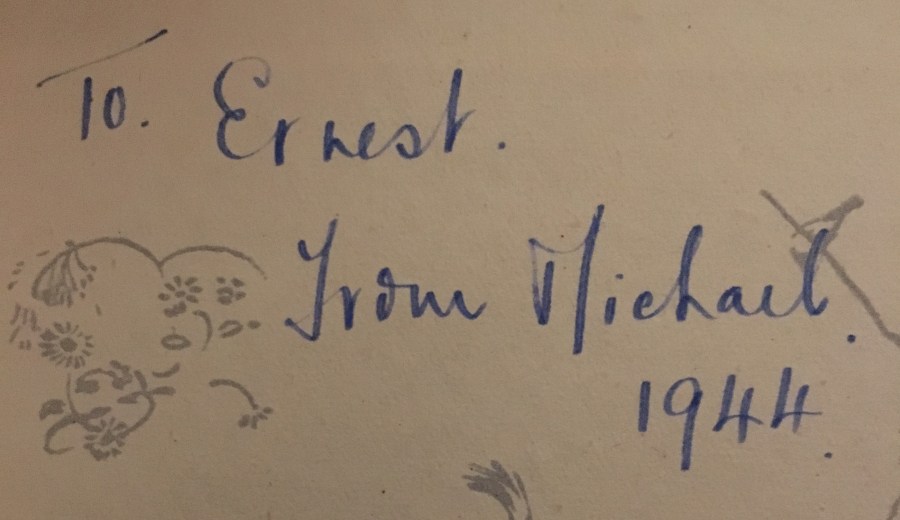 To. Ernest.
From Michael.
1944.